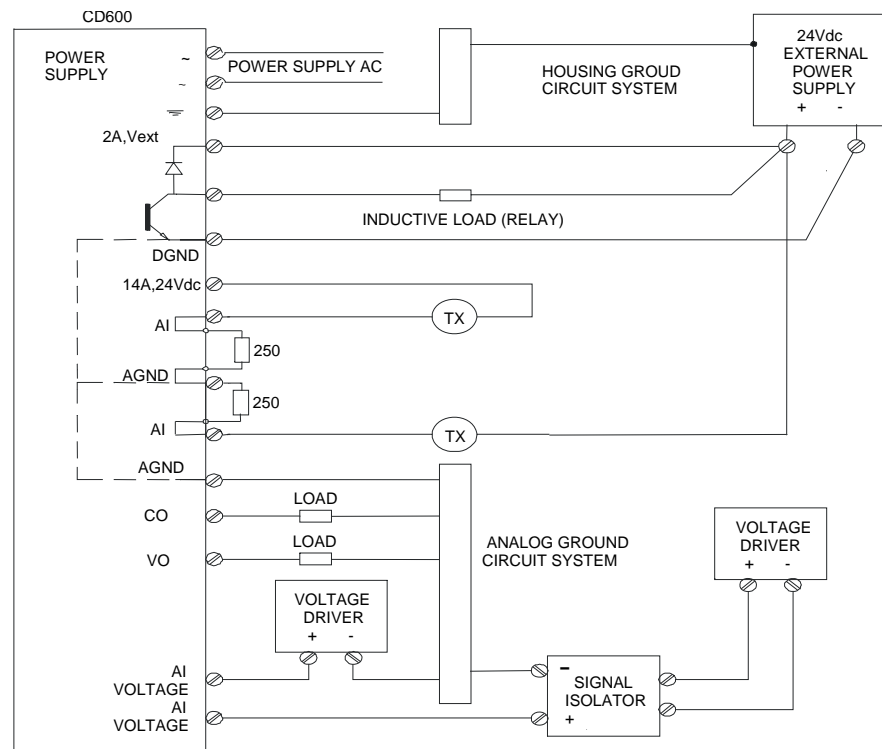 CD600
POWER
SUPPLY
~
~
POWER SUPPLY AC
HOUSING GROUD
CIRCUIT SYSTEM
24Vdc
EXTERNAL
POWER
SUPPLY
+ -
2A,Vext
INDUCTIVE LOAD (RELAY)
DGND
14A,24Vdc
TX
AI
250
AGND
250
AI
TX
AGND
LOAD
CO
LOAD
VO
ANALOG GROUND
CIRCUIT SYSTEM
VOLTAGE
DRIVER
+ -
VOLTAGE
DRIVER
+ -
AI
VOLTAGE
AI
VOLTAGE
-
SIGNAL
ISOLATOR
+